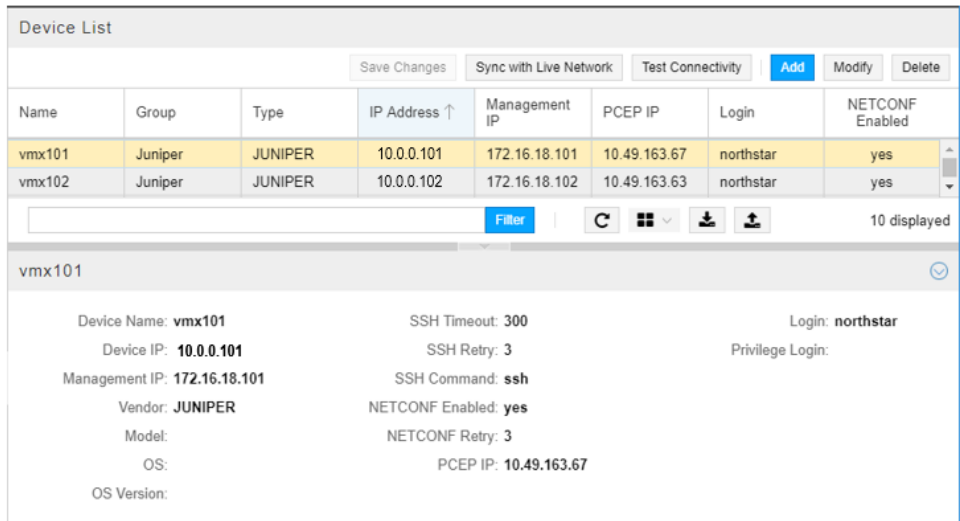 Device List
Save Changes Sync with Live Network Test Connectivity Add Modify Delete
Name Group Type IP Address ↑ Management IP PCEP IP Login NETCONF Enabled
vmx101 Juniper JUNIPER 10.0.0.101 172.16.18.101 10.49.163.67 northstar yes
vmx102 Juniper JUNIPER 10.0.0.102 172.16.18.102 10.49.163.63 northstar yes
Filter 10 displayed
vmx101
Device Name: vmx101 SSH Timeout: 300 Login: northstar
Device IP: 10.0.0.101 SSH Retry: 3 Privilege Login:
Management IP: 172.16.18.101 SSH Command: ssh
Vendor: JUNIPER NETCONF Enabled: yes
Model: NETCONF Retry: 3
OS: PCEP IP: 10.49.163.67
OS Version: